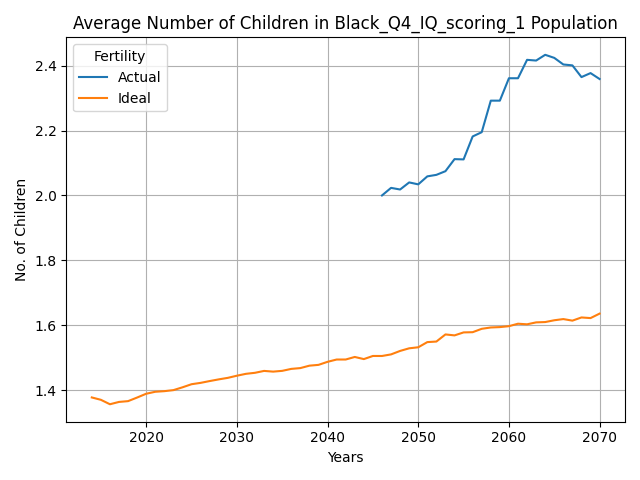 Average Number of Children in Black_Q4_IQ_scoring_1 Population
Fertility
Actual
Ideal
No. of Children
2.4
2.2
2.0
1.8
1.6
1.4
2020 2030 2040 2050 2060 2070
Years